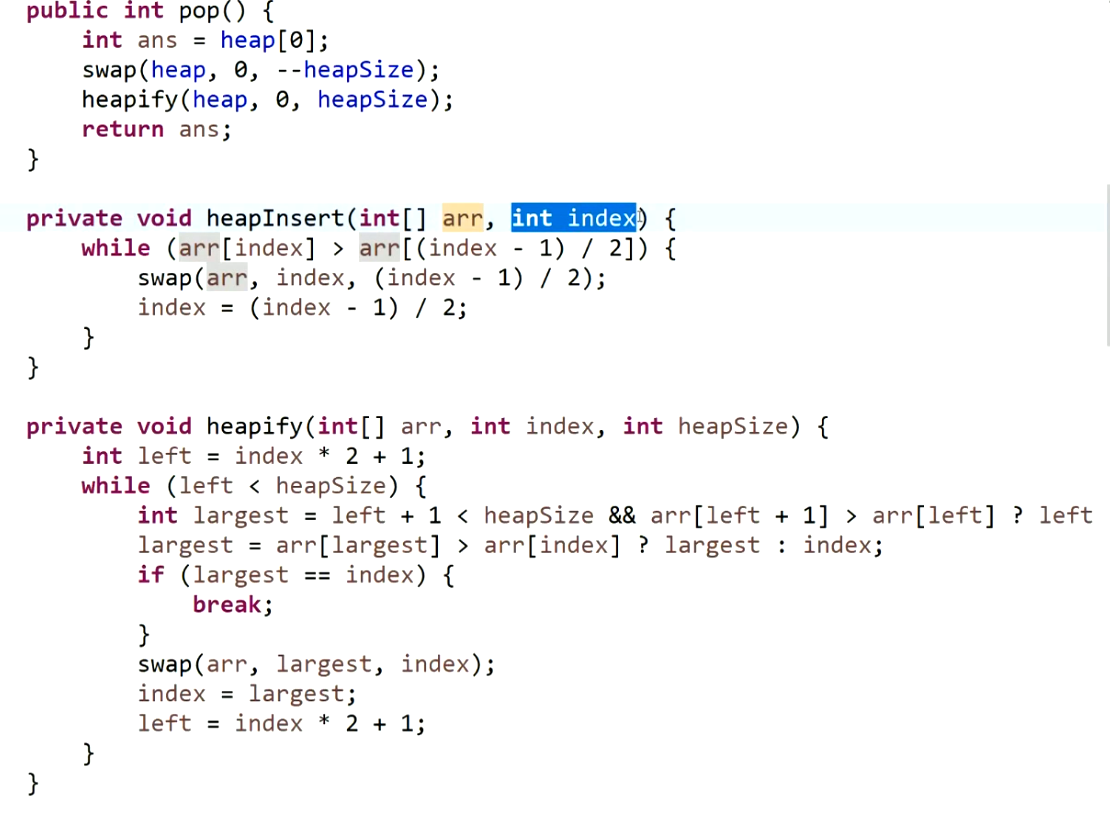 public int pop() {
    int ans = heap[0];
    swap(heap, 0, --heapSize);
    heapify(heap, 0, heapSize);
    return ans;
}

private void heapInsert(int[] arr, int index) {
    while (arr[index] > arr[(index - 1) / 2]) {
        swap(arr, index, (index - 1) / 2);
        index = (index - 1) / 2;
    }
}

private void heapify(int[] arr, int index, int heapSize) {
    int left = index * 2 + 1;
    while (left < heapSize) {
        int largest = left + 1 < heapSize && arr[left + 1] > arr[left] ? left
        largest = arr[largest] > arr[index] ? largest : index;
        if (largest == index) {
            break;
        }
        swap(arr, largest, index);
        index = largest;
        left = index * 2 + 1;
    }
}